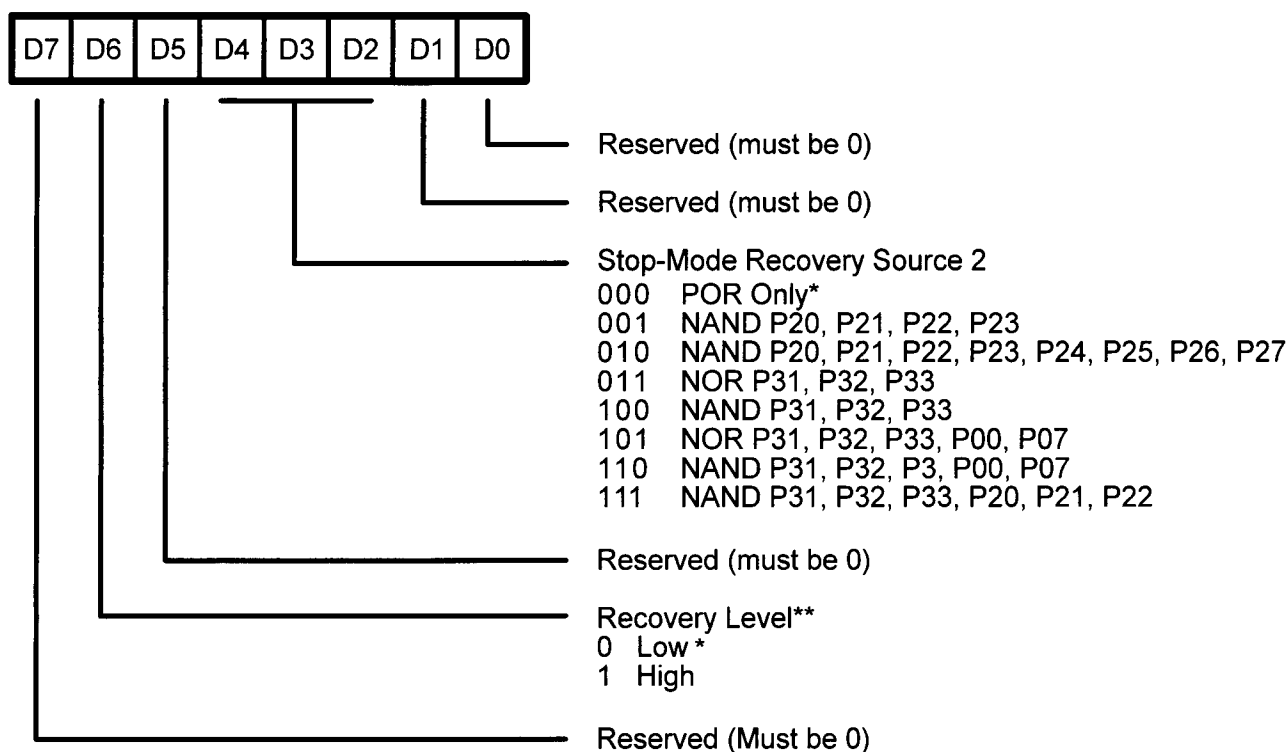 D7 D6 D5 D4 D3 D2 D1 D0
Reserved (must be 0)
Reserved (must be 0)
Stop-Mode Recovery Source 2
000 POR Only*
001 NAND P20, P21, P22, P23
010 NAND P20, P21, P22, P23, P24, P25, P26, P27
011 NOR P31, P32, P33
100 NAND P31, P32, P33
101 NOR P31, P32, P33, P00, P07
110 NAND P31, P32, P3, P00, P07
111 NAND P31, P32, P33, P20, P21, P22
Reserved (must be 0)
Recovery Level**
0 Low *
1 High
Reserved (Must be 0)